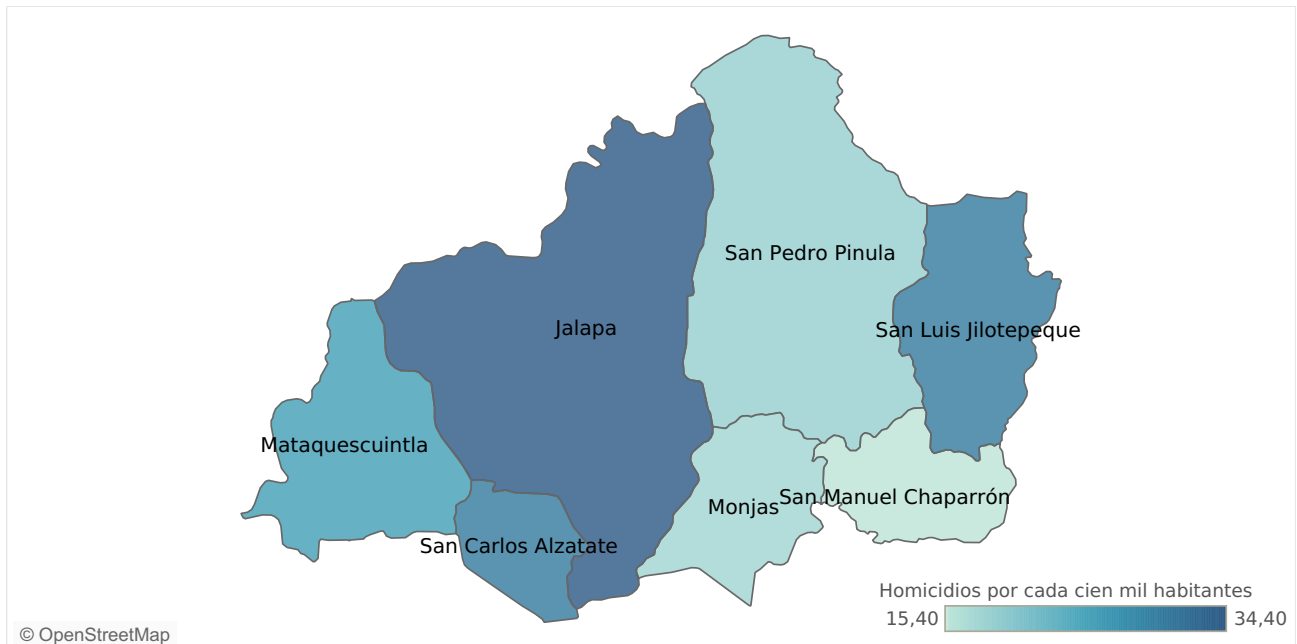 San Pedro Pinula
Jalapa
San Luis Jilotepeque
Mataquescuintla
San Manuel Chaparrón
Monjas
San Carlos Alzatate
Homicidios por cada cien mil habitantes
15,40 34,40
© OpenStreetMap